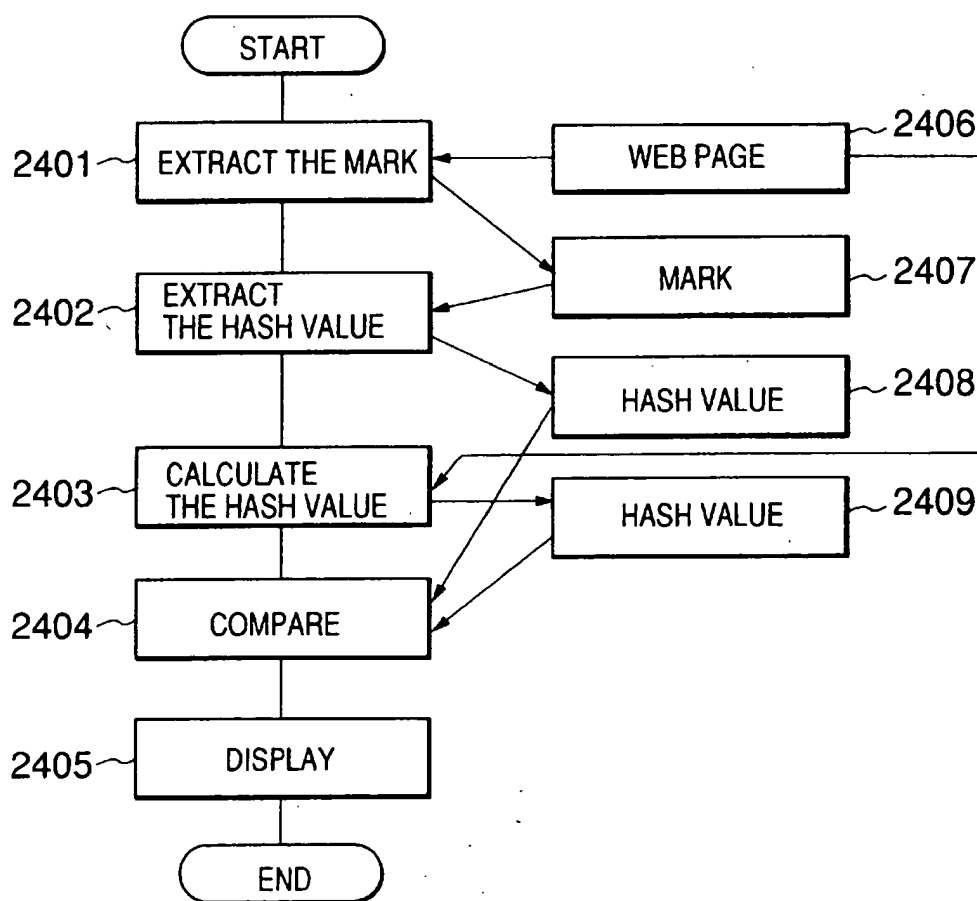 START
2401 EXTRACT THE MARK
WEB PAGE 2406
MARK 2407
2402 EXTRACT
THE HASH VALUE
HASH VALUE 2408
2403 CALCULATE
THE HASH VALUE
HASH VALUE 2409
2404 COMPARE
2405 DISPLAY
END